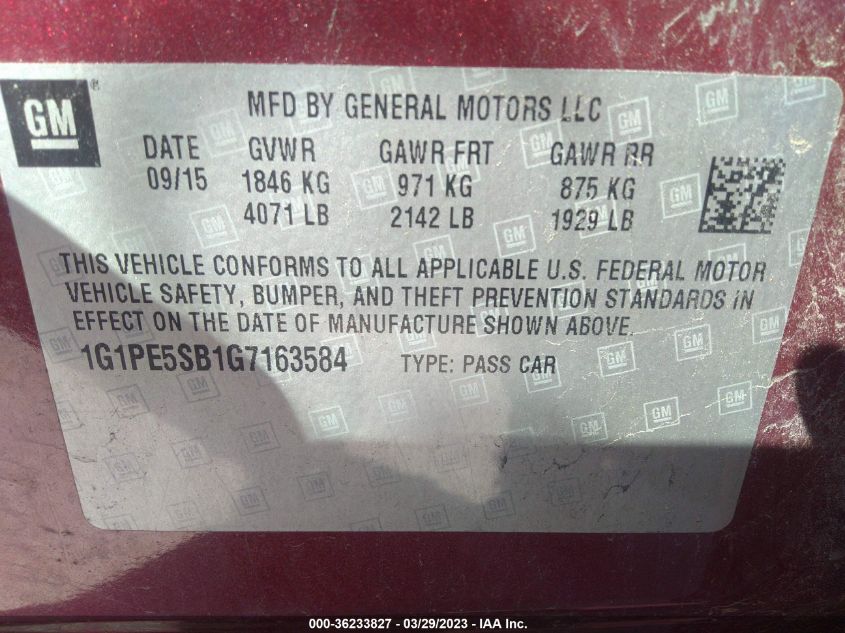 GM
MFD BY GENERAL MOTORS LLC
DATE GVWR GAWR FRT GAWR RR
09/15 1846 KG 971 KG 875 KG
4071 LB 2142 LB 1929 LB
THIS VEHICLE CONFORMS TO ALL APPLICABLE U.S. FEDERAL MOTOR
VEHICLE SAFETY, BUMPER, AND THEFT PREVENTION STANDARDS IN
EFFECT ON THE DATE OF MANUFACTURE SHOWN ABOVE.
1G1PE5SB1G7163584 TYPE: PASS CAR
000-36233827 - 03/29/2023 - IAA Inc.